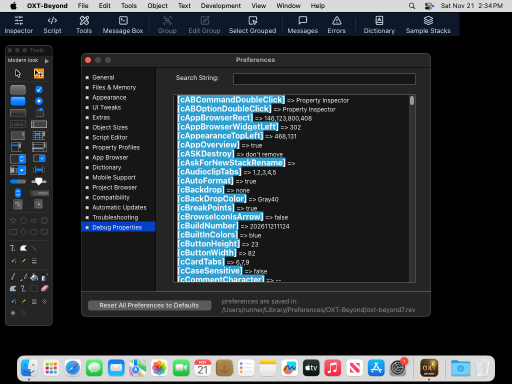 OXT-Beyond File Edit Tools Object Text Development View Window Help Sat Nov 21 2:34 PM
Inspector Script Tools Message Box Group Edit Group Select Grouped Messages Errors Dictionary Sample Stacks
Tools
Modern look
Preferences
General
Files & Memory
Appearance
UI Tweaks
Extras
Object Sizes
Script Editor
Property Profiles
App Browser
Dictionary
Mobile Support
Project Browser
Compatibility
Automatic Updates
Troubleshooting
Debug Properties
Search String:
[cABCommandDoubleClick] => Property Inspector
[cABOptionDoubleClick] => Property Inspector
[cAppBrowserRect] => 146,123,800,408
[cAppBrowserWidgetLeft] => 302
[cAppearanceTopLeft] => 468,131
[cAppOverview] => true
[cASKDestroy] => don't remove
[cAskForNewStackRename] =>
[cAudioclipTabs] => 1,2,3,4,5
[cAutoFormat] => true
[cBackdrop] => none
[cBackDropColor] => Gray40
[cBreakPoints] => true
[cBrowseIconIsArrow] => false
[cBuildNumber] => 202611211124
[cBuiltInColors] => blue
[cButtonHeight] => 23
[cButtonWidth] => 82
[cCardTabs] => 6,7,9
[cCaseSensitive] => false
[cCommentCharacter] => --
Reset All Preferences to Defaults
preferences are saved in:
/Users/runner/Library/Preferences/OXT-Beyond/oxt-beyond7.rev
NOV
21
tv
OXT